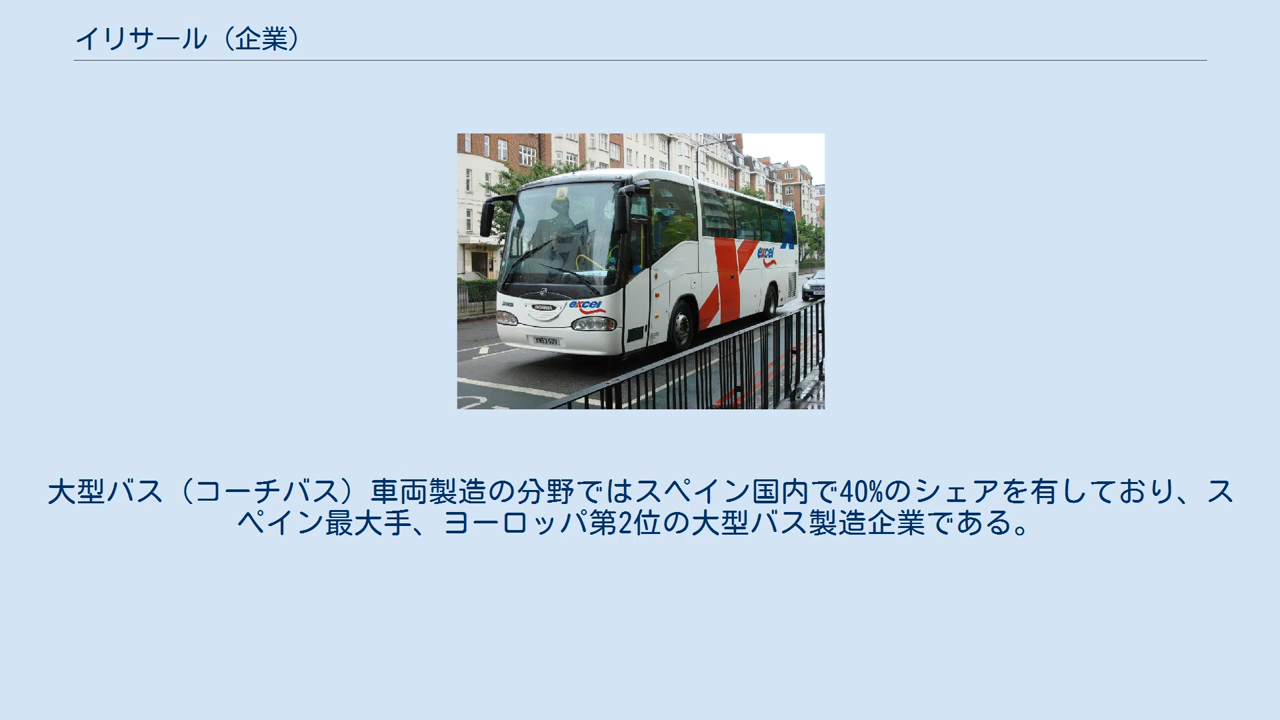 イリサール（企業）
excel
excel
大型バス（コーチバス）車両製造の分野ではスペイン国内で40%のシェアを有しており、ス
ペイン最大手、ヨーロッパ第2位の大型バス製造企業である。